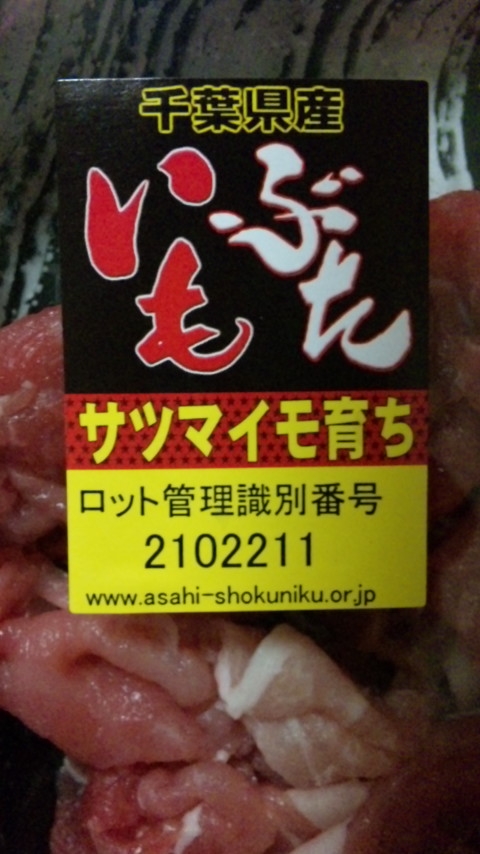 千葉県産
いも
ぶた
サツマイモ育ち
ロット管理識別番号
2102211
www.asahi-shokuniku.or.jp